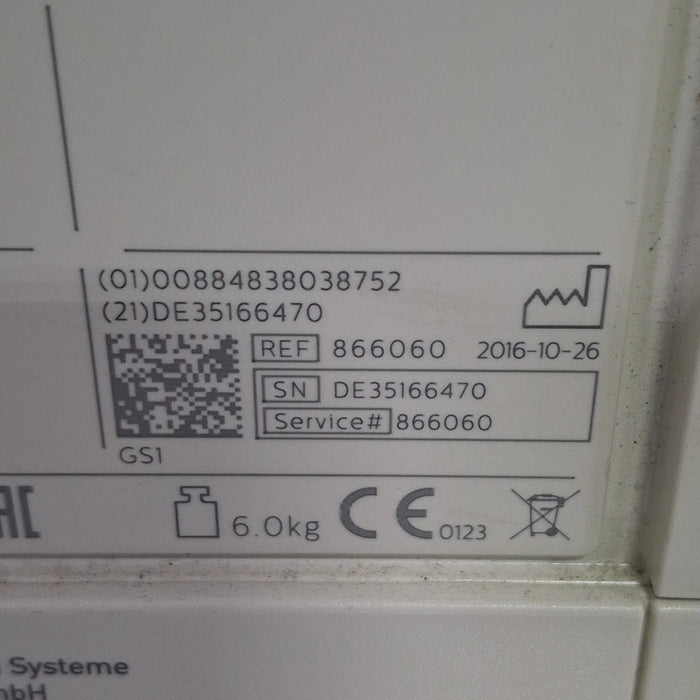 (01)00884838038752
(21)DE35166470
REF 866060 2016-10-26
SN DE35166470
Service# 866060
GS1
6.0kg CE 0123
Systeme